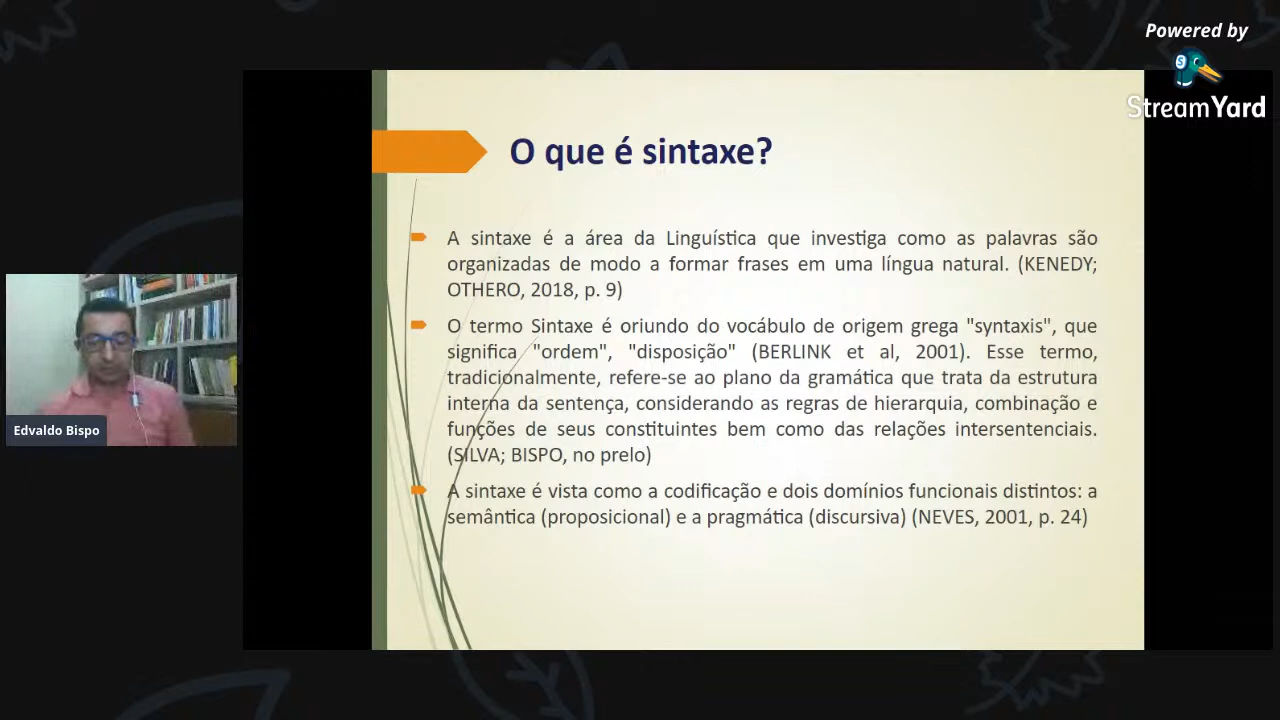 Powered by
StreamYard
O que é sintaxe?
A sintaxe é a área da Linguística que investiga como as palavras são
organizadas de modo a formar frases em uma língua natural. (KENEDY;
OTHERO, 2018, p. 9)
O termo Sintaxe é oriundo do vocábulo de origem grega "syntaxis", que
significa "ordem", "disposição" (BERLINK et al, 2001). Esse termo,
tradicionalmente, refere-se ao plano da gramática que trata da estrutura
interna da sentença, considerando as regras de hierarquia, combinação e
funções de seus constituintes bem como das relações intersentenciais.
(SILVA; BISPO, no prelo)
A sintaxe é vista como a codificação e dois domínios funcionais distintos: a
semântica (proposicional) e a pragmática (discursiva) (NEVES, 2001, p. 24)
Edvaldo Bispo